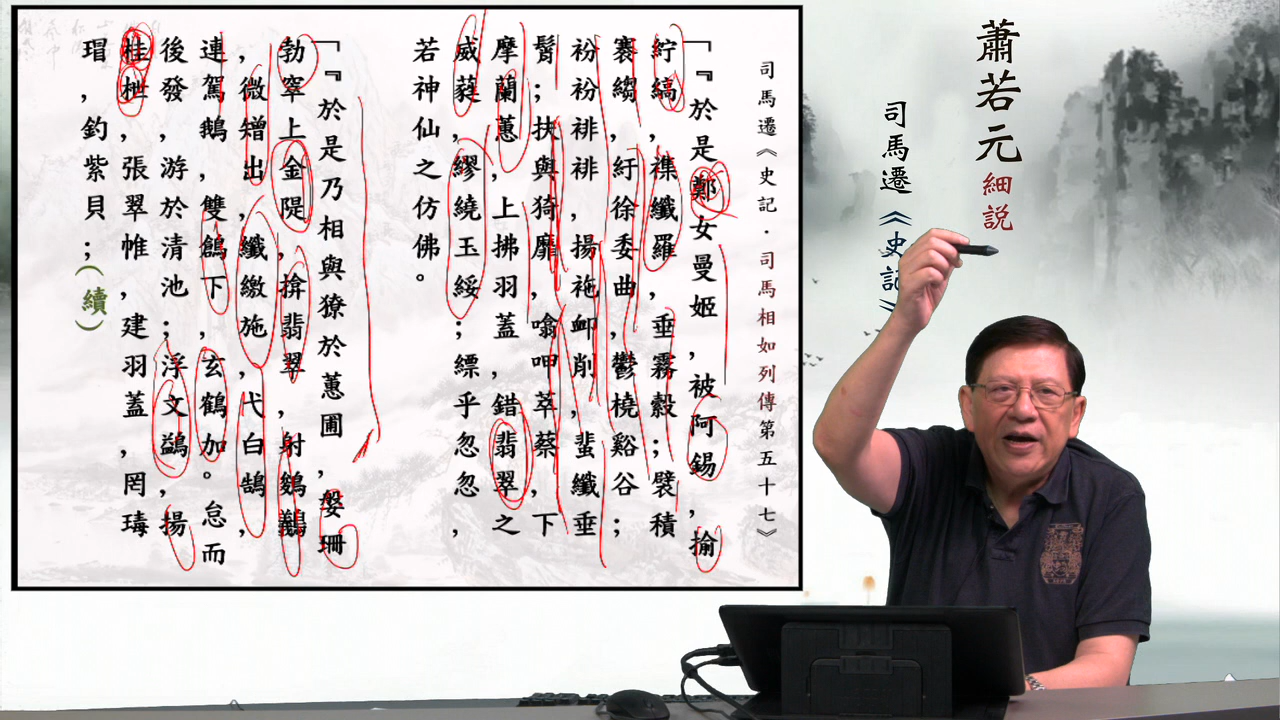 蕭若元細説
司馬遷《史記》
司馬遷《史記．司馬相如列傳第五十七》
「『於是鄭女曼姬，被阿錫，揄
紵縞，襍纖羅，垂霧縠；襞積
褰縐，紆徐委曲，鬱橈谿谷；
衯衯裶裶，揚袘卹削，蜚纖垂
髾；扶與猗靡，噏呷萃蔡，下
摩蘭蕙，上拂羽蓋，錯翡翠之
威蕤，繆繞玉綏；縹乎忽忽，
若神仙之仿佛。
「『於是乃相與獠於蕙圃，媻珊
勃窣上金隄，揜翡翠，射鵕䴊
，微矰出，纖繳施，弋白鵠，
連駕鵝，雙鶬下，玄鶴加。怠而
後發，游於清池；浮文鷁，揚
桂枻，張翠帷，建羽蓋，罔瑇
瑁，釣紫貝；（續）